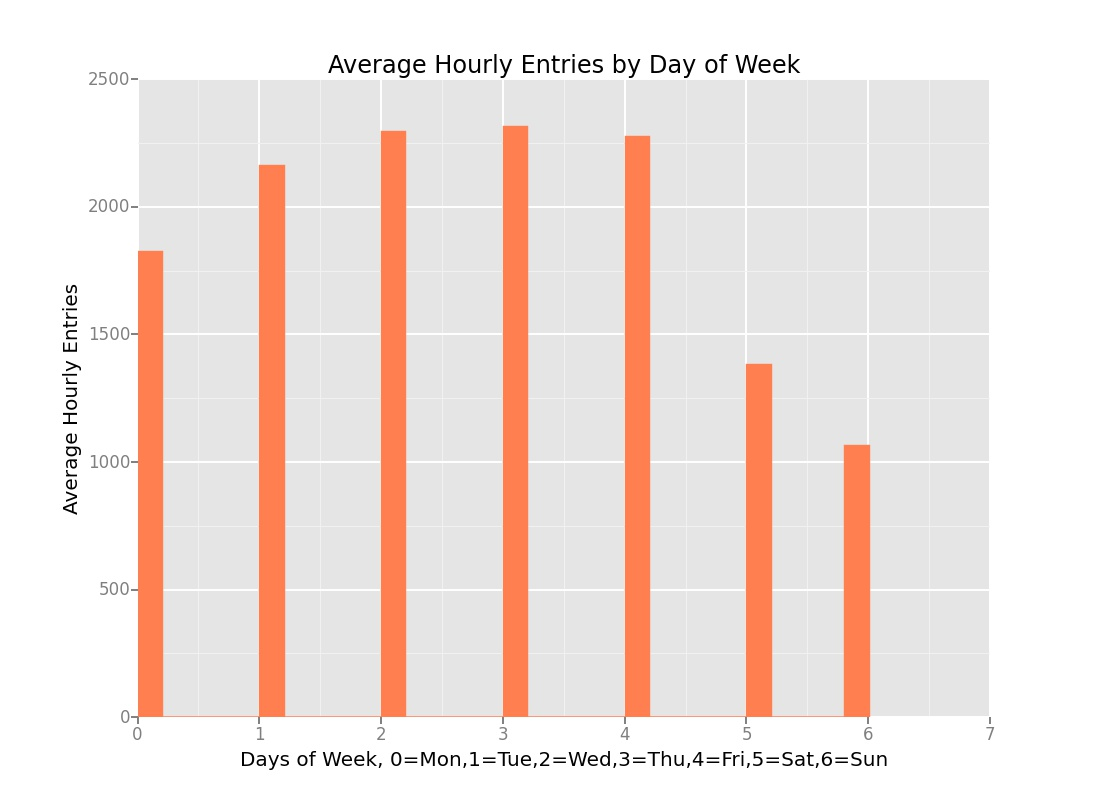 Average Hourly Entries by Day of Week
2500
2000
1500
1000
500
0
Average Hourly Entries
0 1 2 3 4 5 6 7
Days of Week, 0=Mon,1=Tue,2=Wed,3=Thu,4=Fri,5=Sat,6=Sun